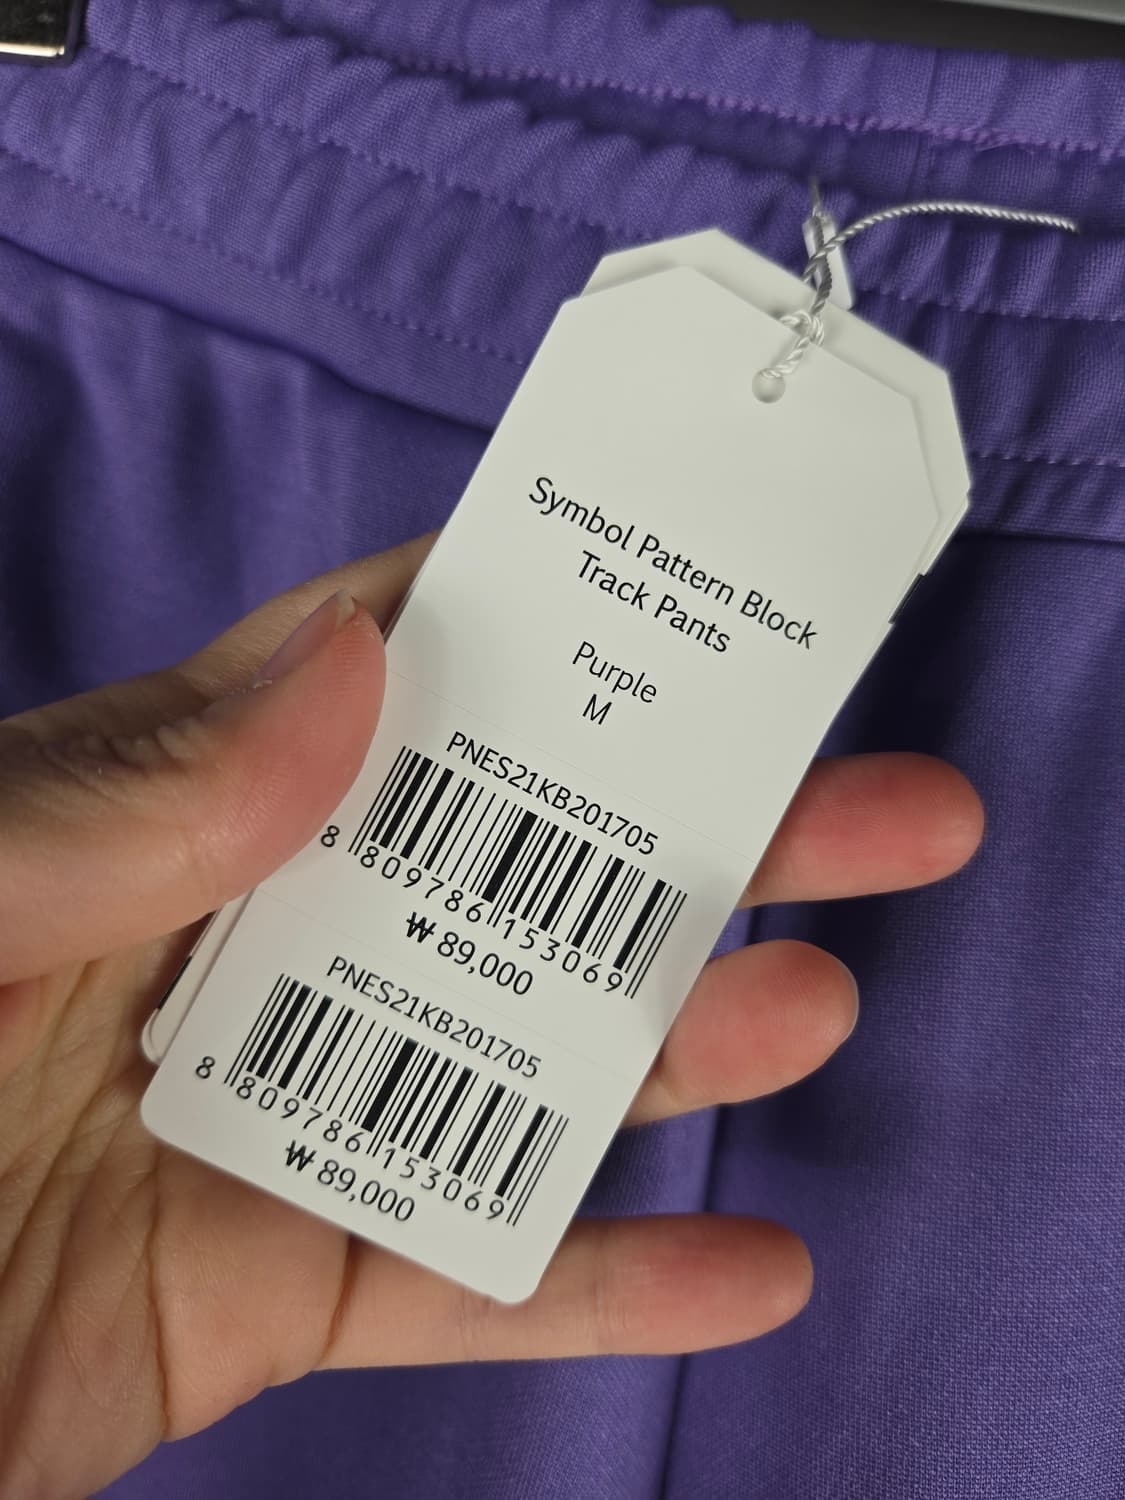 Symbol Pattern Block
Track Pants
Purple
M
PNES21KB201705
8 809786 153069
₩ 89,000
PNES21KB201705
8 809786 153069
₩ 89,000